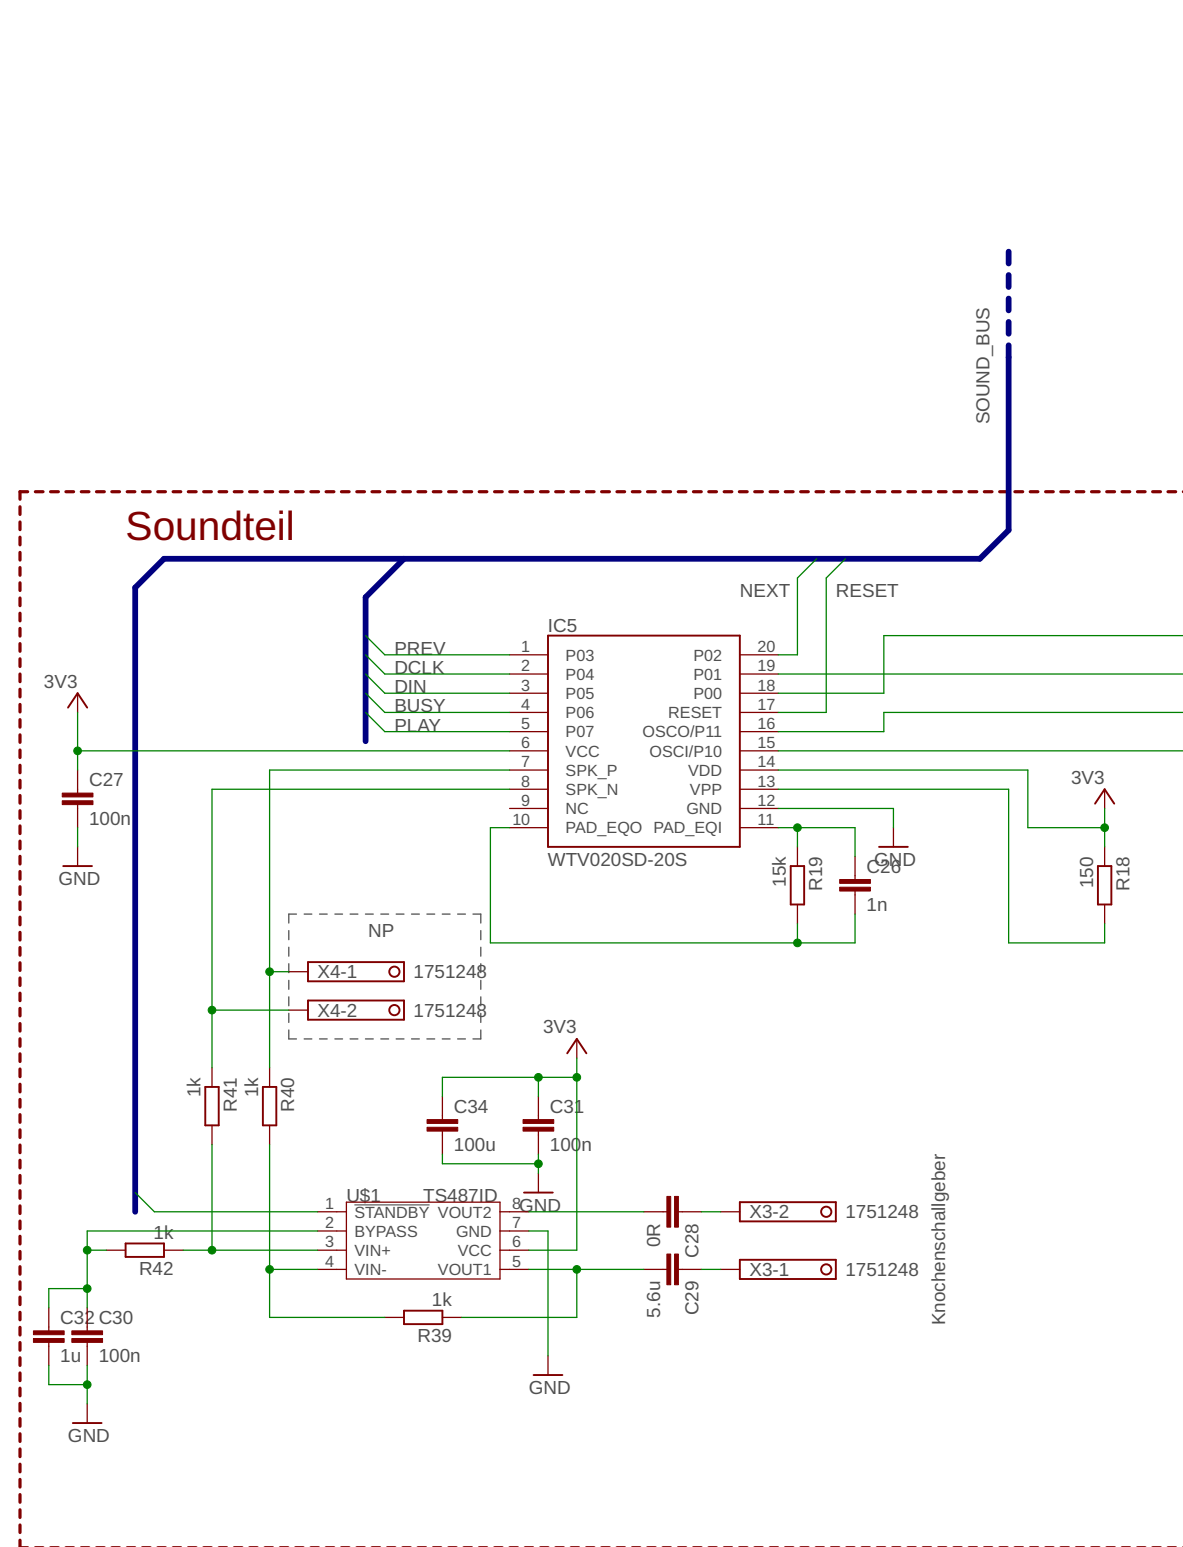 SOUND_BUS
Soundteil
NEXT
RESET
IC5
PREV
DCLK
DIN
BUSY
PLAY
1
2
3
4
5
6
7
8
9
10
P03
P04
P05
P06
P07
VCC
SPK_P
SPK_N
NC
PAD_EQO
P02
P01
P00
RESET
OSCO/P11
OSCI/P10
VDD
VPP
GND
PAD_EQI
20
19
18
17
16
15
14
13
12
11
WTV020SD-20S
3V3
C27
100n
GND
3V3
GND
15k
R19
C26
1n
150
R18
NP
X4-1
1751248
X4-2
1751248
1k
R41
1k
R40
3V3
C34
100u
C31
100n
GND
U$1
TS487ID
1
2
3
4
STANDBY
BYPASS
VIN+
VIN-
VOUT2
GND
VCC
VOUT1
8
7
6
5
1k
R42
1k
R39
0R
C28
5.6u
C29
X3-2
1751248
X3-1
1751248
Knochenschallgeber
C32
1u
C30
100n
GND
GND